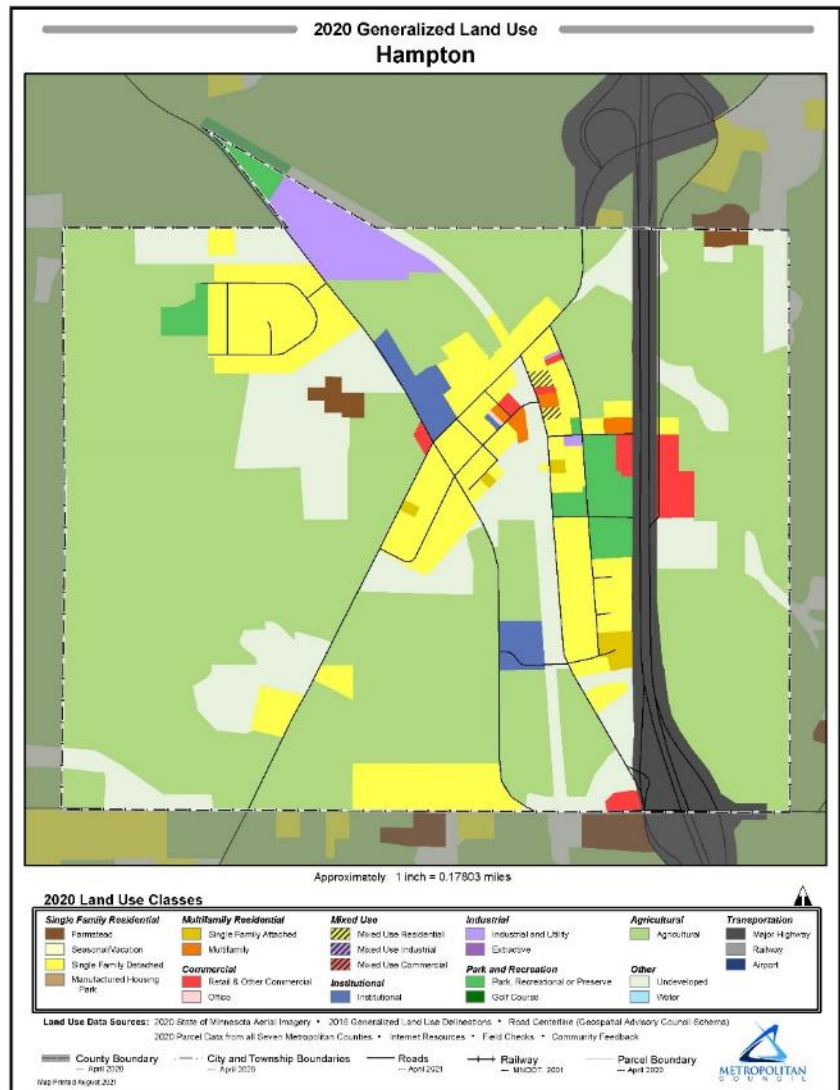 2020 Generalized Land Use
Hampton
Approximately 1 inch = 0.17803 miles
2020 Land Use Classes
Single Family Residential
Farmstead
Seasonal/Vacation
Single Family Detached
Manufactured Housing
Park
Multifamily Residential
Single Family Attached
Multifamily
Commercial
Retail & Other Commercial
Office
Mixed Use
Mixed Use Residential
Mixed Use Industrial
Mixed Use Commercial
Institutional
Institutional
Industrial
Industrial and Utility
Extractive
Park and Recreation
Park, Recreational or Preserve
Golf Course
Agricultural
Agricultural
Other
Undeveloped
Water
Transportation
Major Highway
Railway
Airport
Land Use Data Sources: 2020 State of Minnesota Aerial Imagery • 2016 Generalized Land Use Delineations • Road Centerline (Geospatial Advisory Council Schema)
2020 Parcel Data from all Seven Metropolitan Counties • Internet Resources • Field Checks • Community Feedback
County Boundary
--- April 2020
City and Township Boundaries
--- April 2020
Roads
--- April 2021
Railway
--- MNDOT, 2001
Parcel Boundary
--- April 2020
Map Printed August 2021
METROPOLITAN
COUNCIL